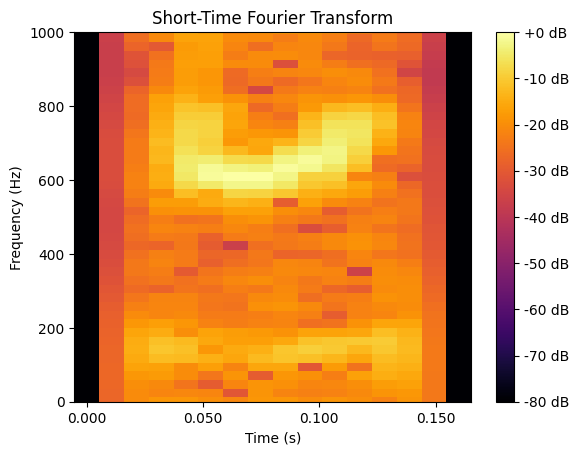 Short-Time Fourier Transform
1000
800
600
400
200
0
Frequency (Hz)
0.000
0.050
0.100
0.150
Time (s)
+0 dB
-10 dB
-20 dB
-30 dB
-40 dB
-50 dB
-60 dB
-70 dB
-80 dB